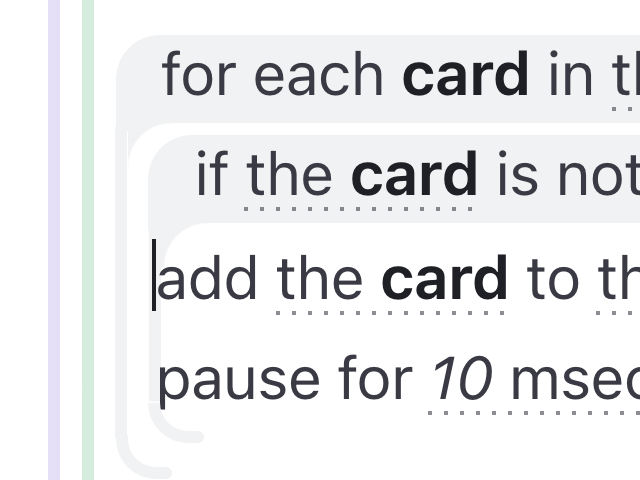 for each card in
if the card is not
add the card to
pause for 10